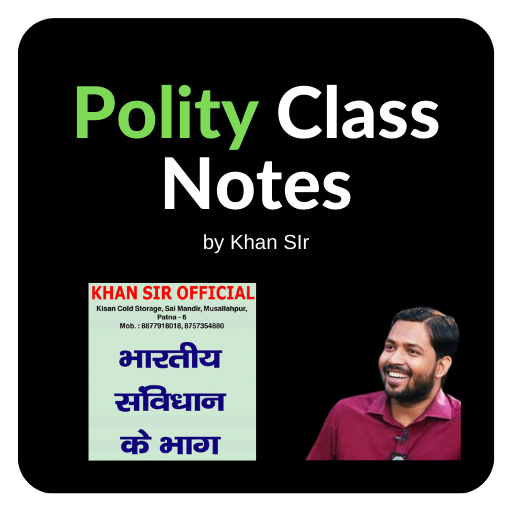 Polity Class
Notes
by Khan SIr
KHAN SIR OFFICIAL
Kisan Cold Storage, Sai Mandir, Musallahpur,
Patna - 6
Mob. : 8877918018, 8757354880
भारतीय
संविधान
के भाग